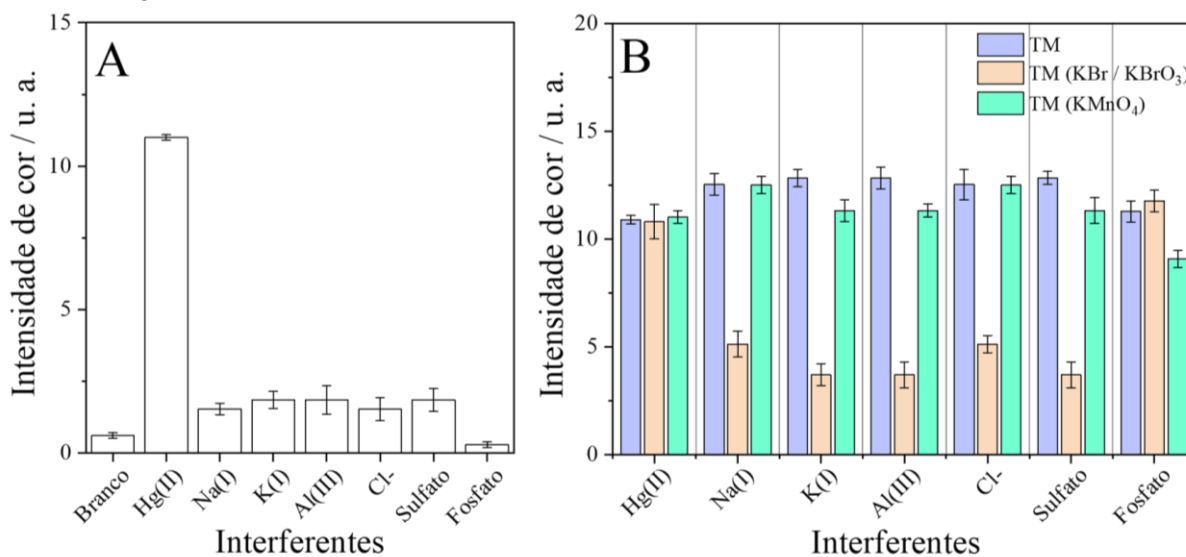 A
Intensidade de cor / u. a.
15
10
5
0
Branco
Hg(II)
Na(I)
K(I)
Al(III)
Cl-
Sulfato
Fosfato
Interferentes
B
Intensidade de cor / u. a.
20
15
10
5
0
TM
TM (KBr / KBrO₃)
TM (KMnO₄)
Hg(II)
Na(I)
K(I)
Al(III)
Cl-
Sulfato
Fosfato
Interferentes